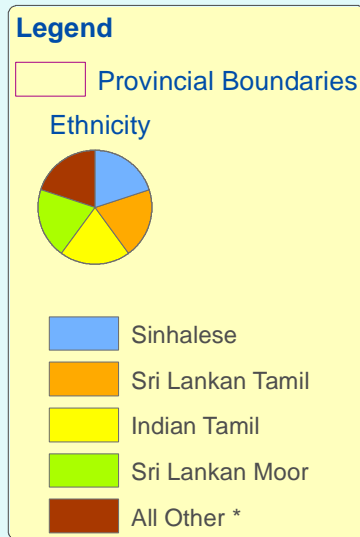 Legend
Provincial Boundaries
Ethnicity
Sinhalese
Sri Lankan Tamil
Indian Tamil
Sri Lankan Moor
All Other *